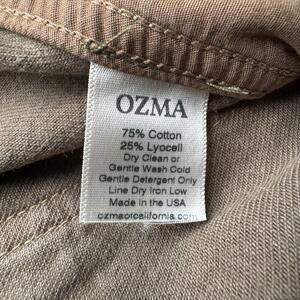 OZMA
75% Cotton
25% Lyocell
Dry Clean or
Gentle Wash Cold
Gentle Detergent Only
Line Dry Iron Low
Made in the USA
ozmaofcalifornia.com